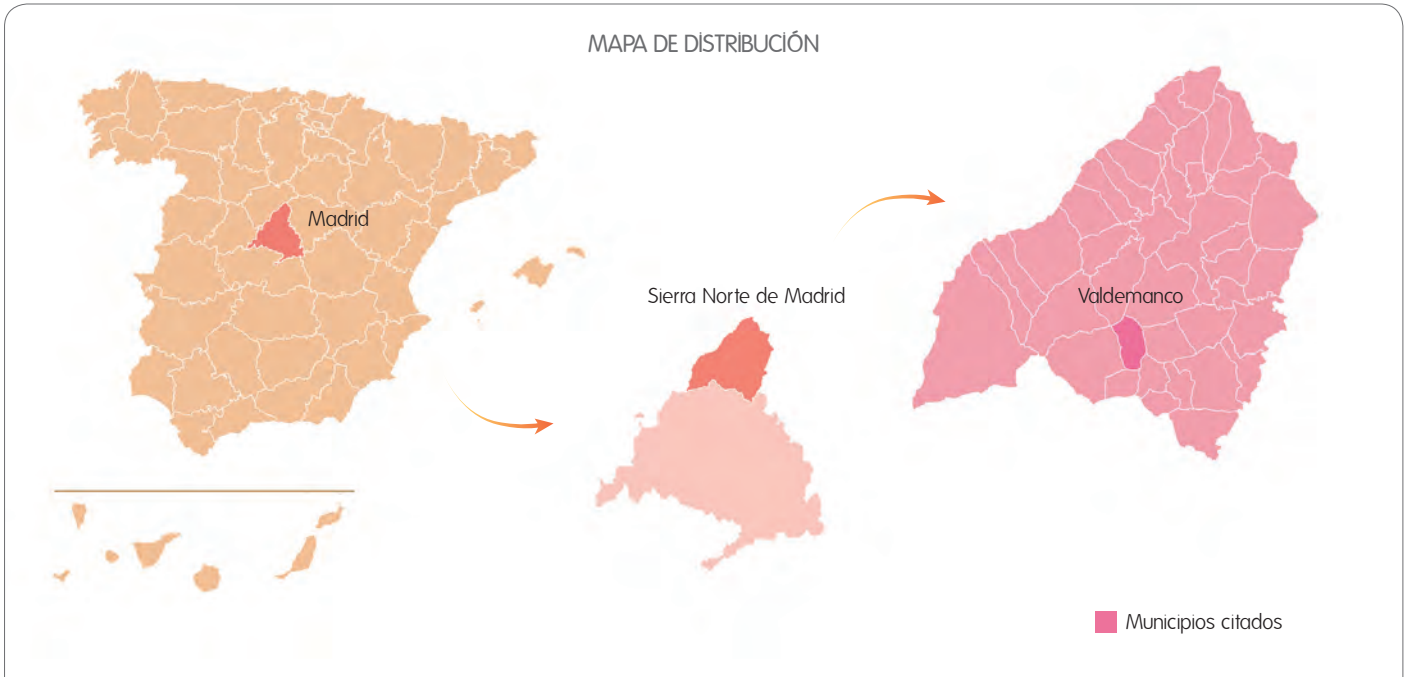 MAPA DE DISTRIBUCIÓN
Madrid
Sierra Norte de Madrid
Valdemanco
Municipios citados